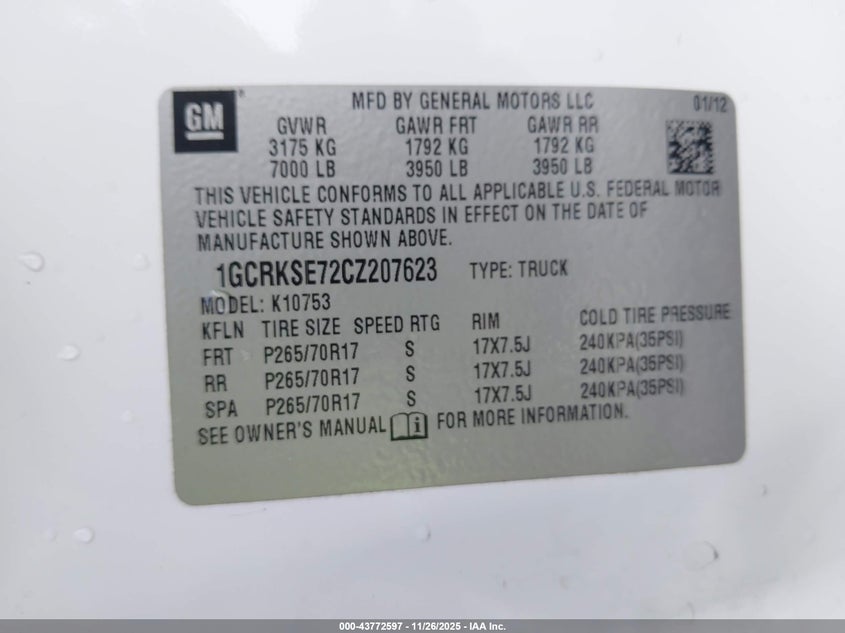 GM ® MFD BY GENERAL MOTORS LLC 01/12
GVWR GAWR FRT GAWR RR
3175 KG 1792 KG 1792 KG
7000 LB 3950 LB 3950 LB
THIS VEHICLE CONFORMS TO ALL APPLICABLE U.S. FEDERAL MOTOR
VEHICLE SAFETY STANDARDS IN EFFECT ON THE DATE OF
MANUFACTURE SHOWN ABOVE.
1GCRKSE72CZ207623 TYPE: TRUCK
MODEL: K10753
KFLN TIRE SIZE SPEED RTG RIM COLD TIRE PRESSURE
FRT P265/70R17 S 17X7.5J 240KPA(35PSI)
RR P265/70R17 S 17X7.5J 240KPA(35PSI)
SPA P265/70R17 S 17X7.5J 240KPA(35PSI)
SEE OWNER'S MANUAL FOR MORE INFORMATION.
000-43772597 - 11/26/2025 - IAA Inc.